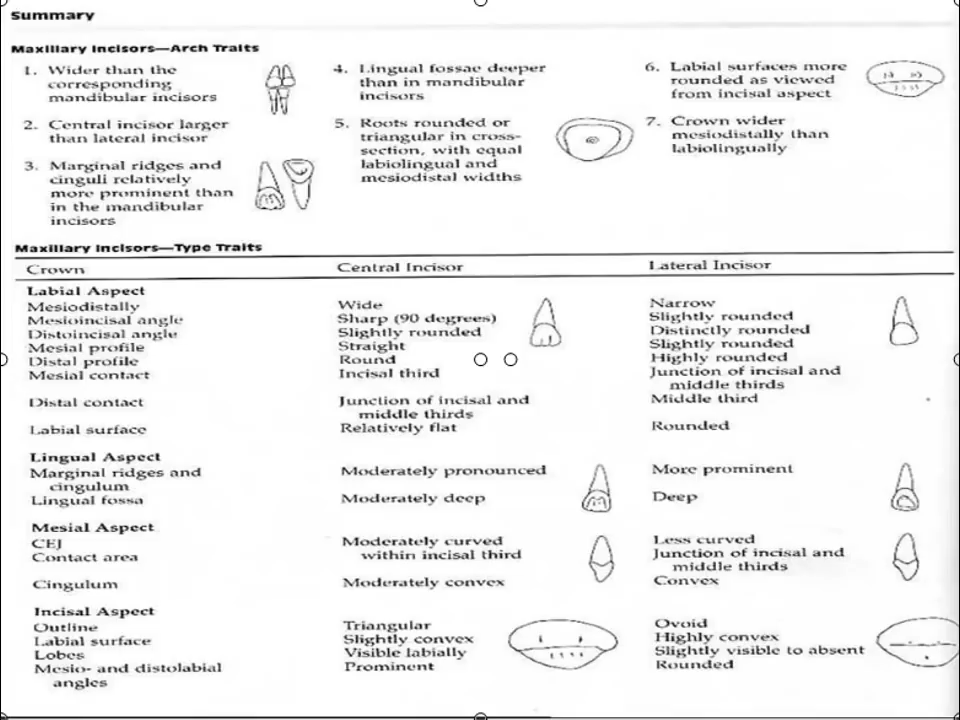 Summary
Maxillary Incisors—Arch Traits
1. Wider than the
corresponding
mandibular incisors
2. Central incisor larger
than lateral incisor
3. Marginal ridges and
cinguli relatively
more prominent than
in the mandibular
incisors
4. Lingual fossae deeper
than in mandibular
incisors
5. Roots rounded or
triangular in cross-
section, with equal
labiolingual and
mesiodistal widths
6. Labial surfaces more
rounded as viewed
from incisal aspect
7. Crown wider
mesiodistally than
labiolingually
Maxillary Incisors—Type Traits
Crown Central Incisor Lateral Incisor
Labial Aspect
Mesiodistally Wide Narrow
Mesioincisal angle Sharp (90 degrees) Slightly rounded
Distoincisal angle Slightly rounded Distinctly rounded
Mesial profile Straight Slightly rounded
Distal profile Round Highly rounded
Mesial contact Incisal third Junction of incisal and
middle thirds
Distal contact Junction of incisal and Middle third
middle thirds
Labial surface Relatively flat Rounded
Lingual Aspect
Marginal ridges and Moderately pronounced More prominent
cingulum
Lingual fossa Moderately deep Deep
Mesial Aspect
CEJ Moderately curved Less curved
Contact area within incisal third Junction of incisal and
middle thirds
Cingulum Moderately convex Convex
Incisal Aspect
Outline Triangular Ovoid
Labial surface Slightly convex Highly convex
Lobes Visible labially Slightly visible to absent
Mesio- and distolabial Prominent Rounded
angles